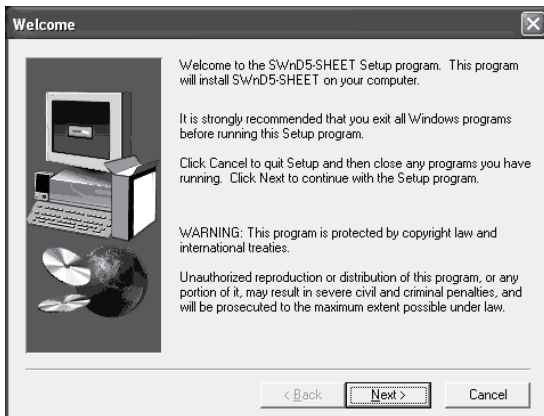 Welcome
Welcome to the SWnD5-SHEET Setup program. This program
will install SWnD5-SHEET on your computer.
It is strongly recommended that you exit all Windows programs
before running this Setup program.
Click Cancel to quit Setup and then close any programs you have
running. Click Next to continue with the Setup program.
WARNING: This program is protected by copyright law and
international treaties.
Unauthorized reproduction or distribution of this program, or any
portion of it, may result in severe civil and criminal penalties, and
will be prosecuted to the maximum extent possible under law.
< Back
Next >
Cancel